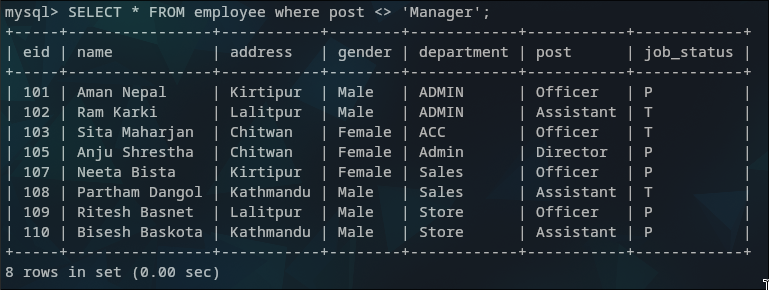 mysql> SELECT * FROM employee where post <> 'Manager';
+-----+----------------+-----------+--------+------------+-----------+------------+
| eid | name           | address   | gender | department | post      | job_status |
+-----+----------------+-----------+--------+------------+-----------+------------+
| 101 | Aman Nepal     | Kirtipur  | Male   | ADMIN      | Officer   | P          |
| 102 | Ram Karki      | Lalitpur  | Male   | ADMIN      | Assistant | T          |
| 103 | Sita Maharjan  | Chitwan   | Female | ACC        | Officer   | T          |
| 105 | Anju Shrestha  | Chitwan   | Female | Admin      | Director  | P          |
| 107 | Neeta Bista    | Kirtipur  | Female | Sales      | Officer   | P          |
| 108 | Partham Dangol | Kathmandu | Male   | Sales      | Assistant | T          |
| 109 | Ritesh Basnet  | Lalitpur  | Male   | Store      | Officer   | P          |
| 110 | Bisesh Baskota | Kathmandu | Male   | Store      | Assistant | P          |
+-----+----------------+-----------+--------+------------+-----------+------------+
8 rows in set (0.00 sec)